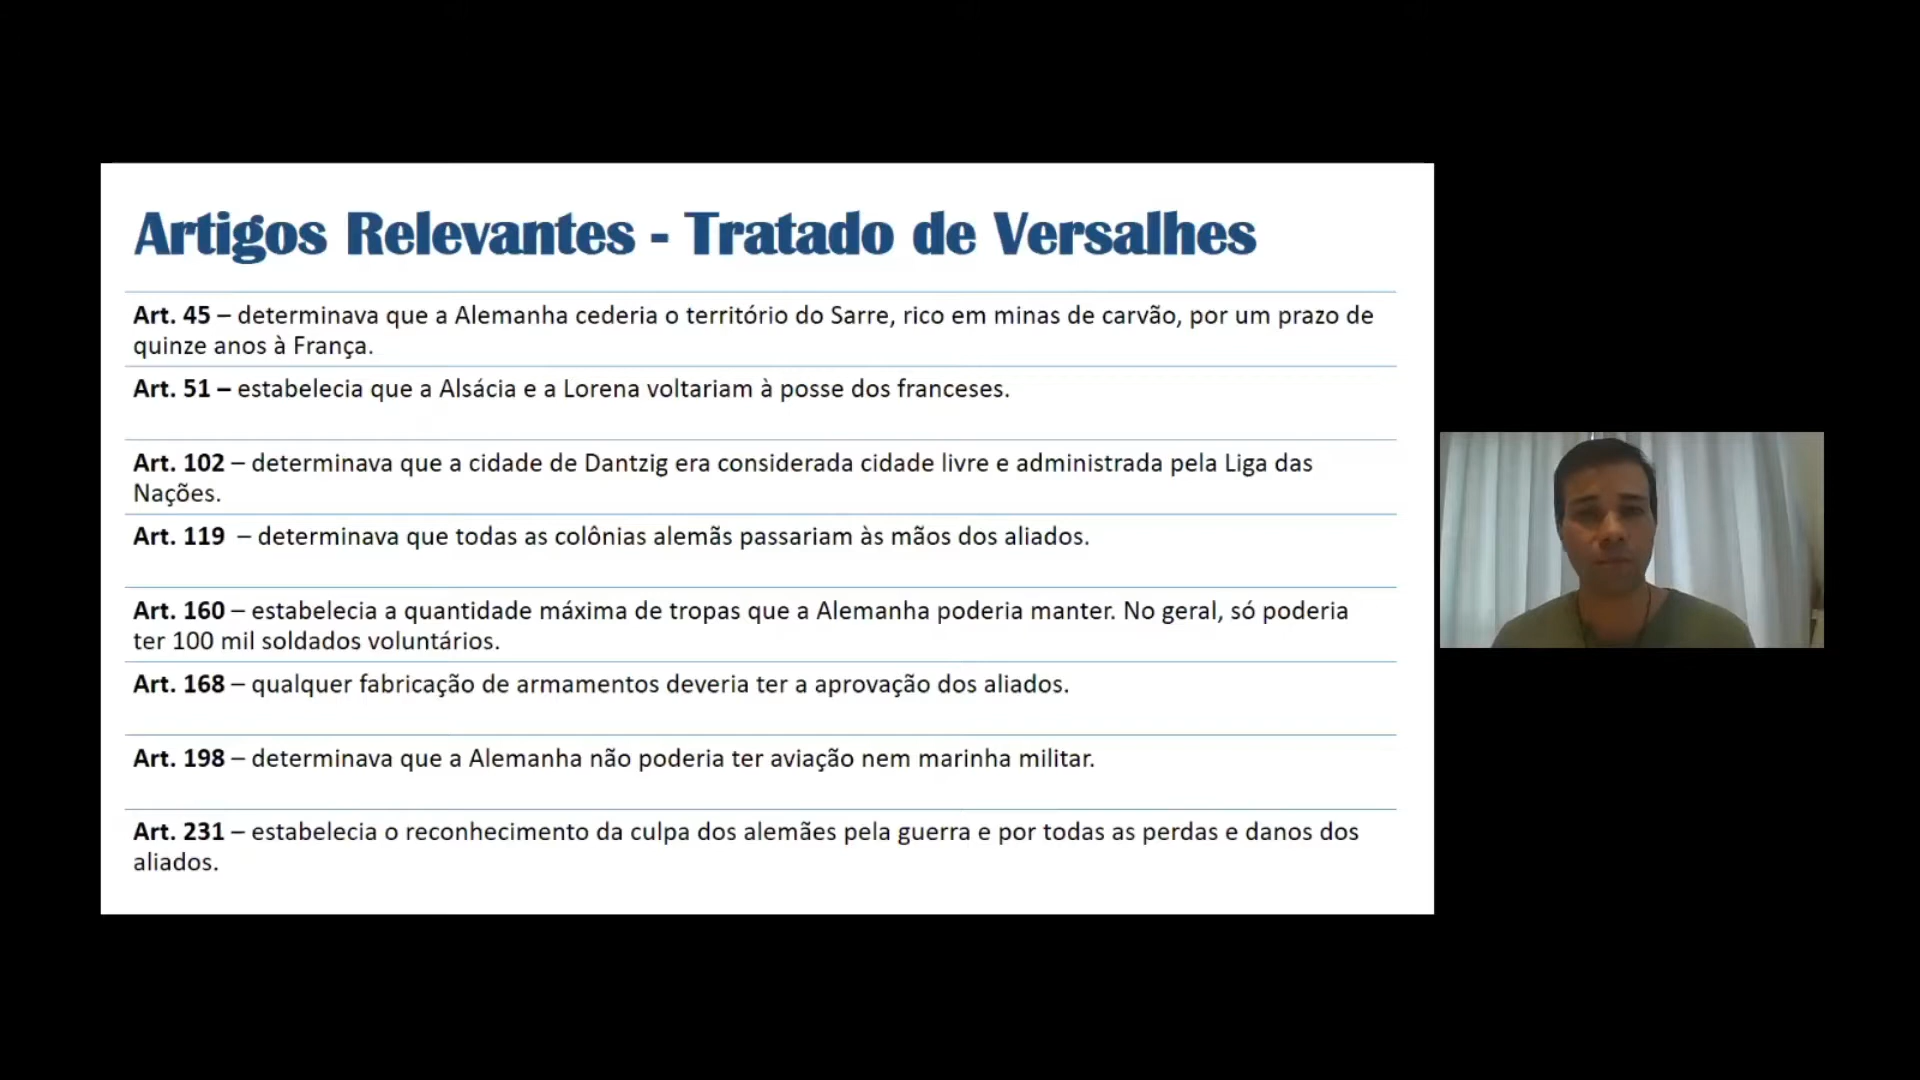 Artigos Relevantes - Tratado de Versalhes
Art. 45 – determinava que a Alemanha cederia o território do Sarre, rico em minas de carvão, por um prazo de
quinze anos à França.
Art. 51 – estabelecia que a Alsácia e a Lorena voltariam à posse dos franceses.
Art. 102 – determinava que a cidade de Dantzig era considerada cidade livre e administrada pela Liga das
Nações.
Art. 119 – determinava que todas as colônias alemãs passariam às mãos dos aliados.
Art. 160 – estabelecia a quantidade máxima de tropas que a Alemanha poderia manter. No geral, só poderia
ter 100 mil soldados voluntários.
Art. 168 – qualquer fabricação de armamentos deveria ter a aprovação dos aliados.
Art. 198 – determinava que a Alemanha não poderia ter aviação nem marinha militar.
Art. 231 – estabelecia o reconhecimento da culpa dos alemães pela guerra e por todas as perdas e danos dos
aliados.